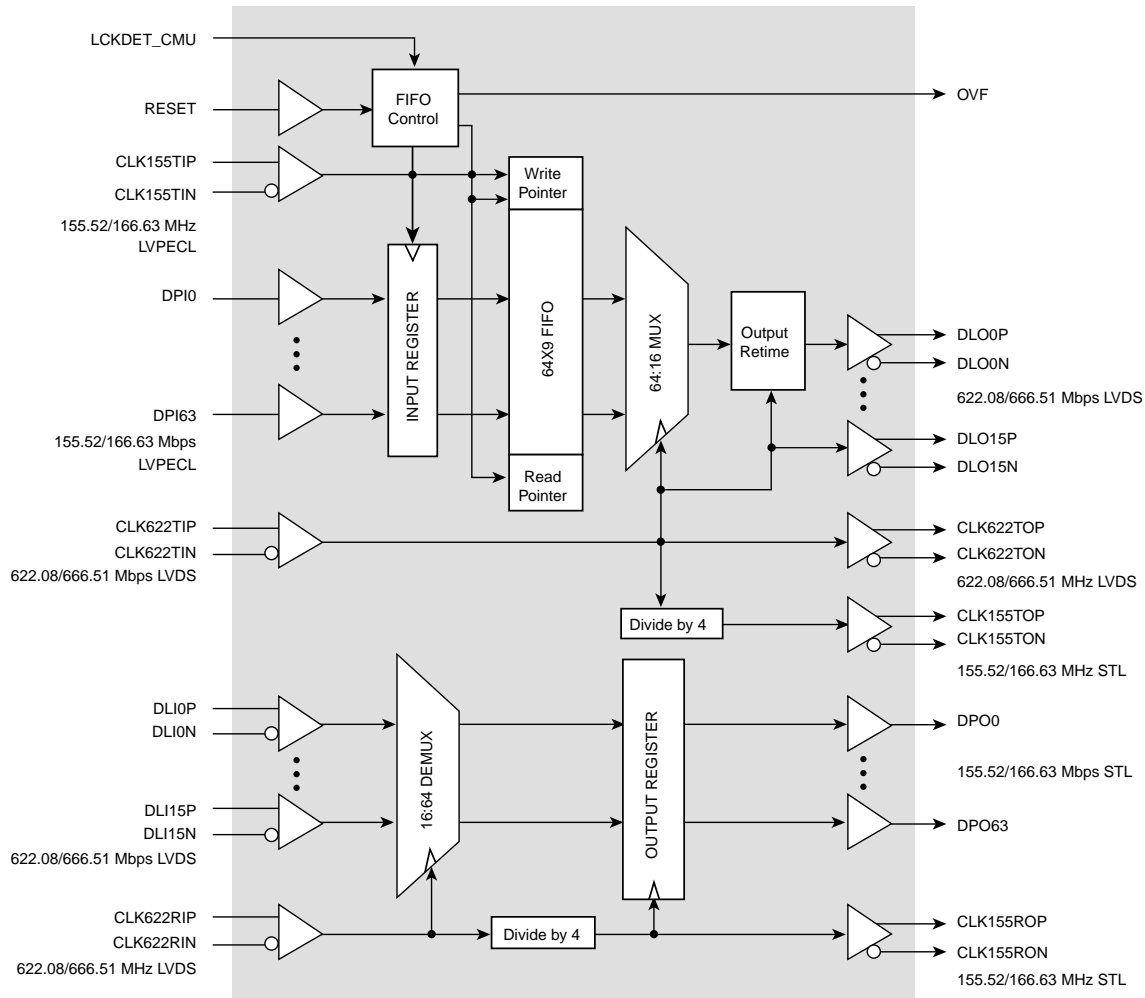 LCKDET_CMU
RESET
FIFO
Control
OVF
CLK155TIP
CLK155TIN
155.52/166.63 MHz
LVPECL
Write
Pointer
DPI0
DPI63
155.52/166.63 Mbps
LVPECL
INPUT REGISTER
64X9 FIFO
Read
Pointer
64:16 MUX
Output
Retime
DLO0P
DLO0N
622.08/666.51 Mbps LVDS
DLO15P
DLO15N
CLK622TIP
CLK622TIN
622.08/666.51 Mbps LVDS
CLK622TOP
CLK622TON
622.08/666.51 MHz LVDS
Divide by 4
CLK155TOP
CLK155TON
155.52/166.63 MHz STL
DLI0P
DLI0N
DLI15P
DLI15N
622.08/666.51 Mbps LVDS
16:64 DEMUX
OUTPUT REGISTER
DPO0
155.52/166.63 Mbps STL
DPO63
CLK622RIP
CLK622RIN
622.08/666.51 MHz LVDS
Divide by 4
CLK155ROP
CLK155RON
155.52/166.63 MHz STL